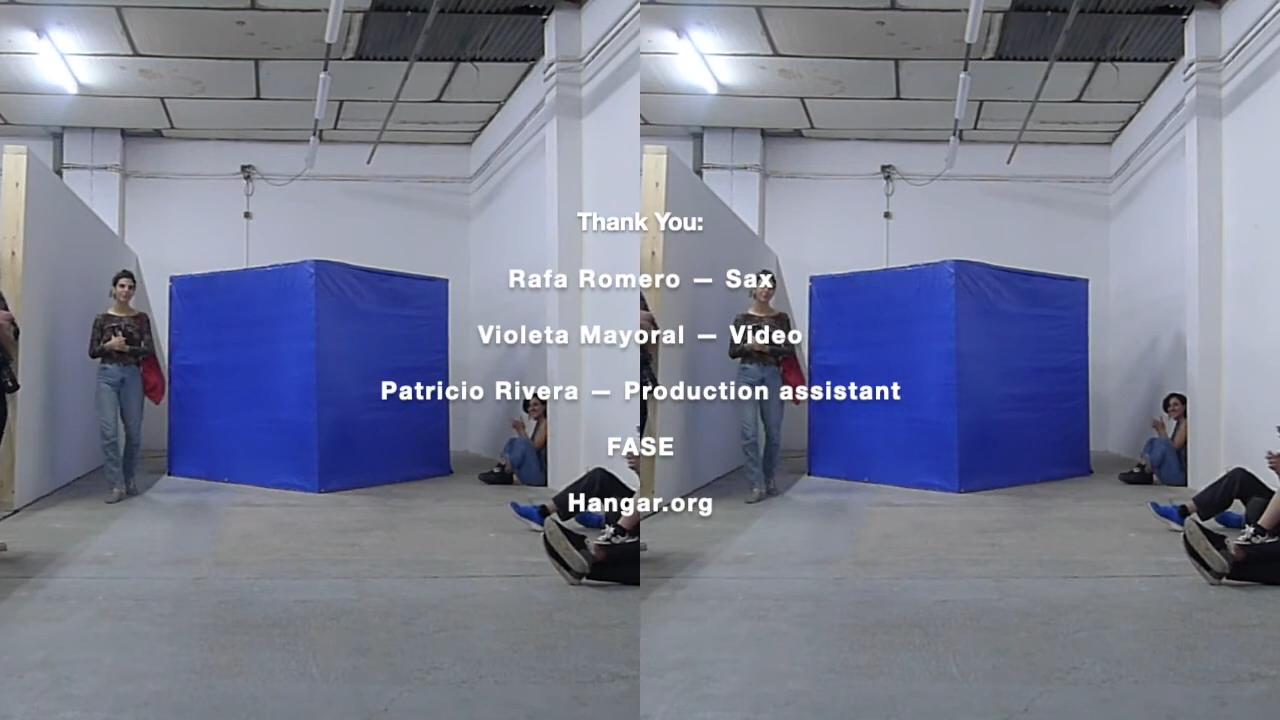 Thank You:
Rafa Romero – Sax
Violeta Mayoral – Video
Patricio Rivera – Production assistant
FASE
Hangar.org